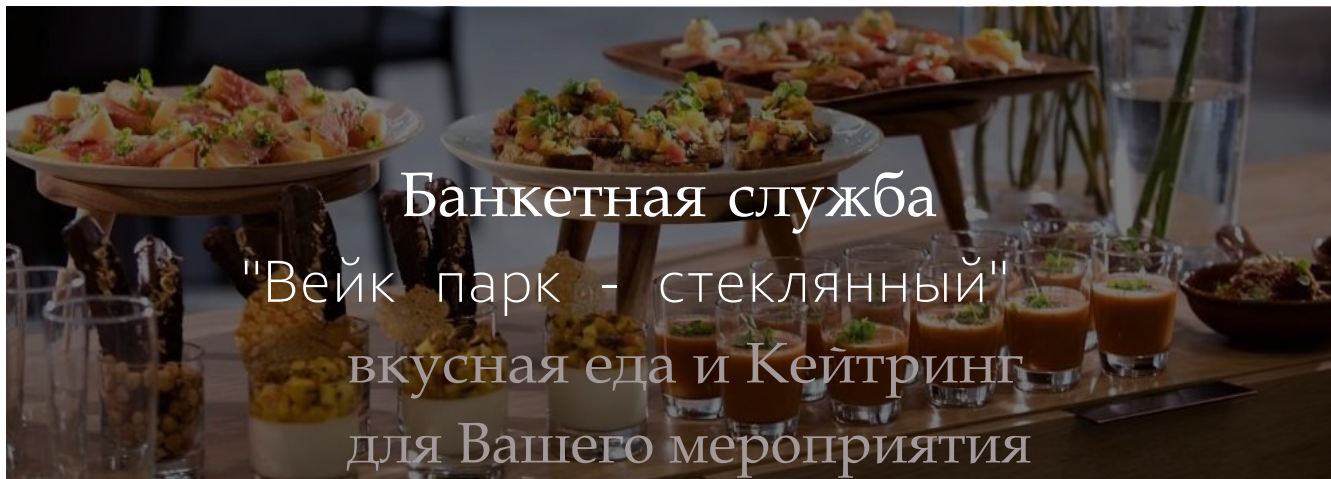 Банкетная служба
"Вейк парк - стеклянный"
вкусная еда и Кейтринг
для Вашего мероприятия